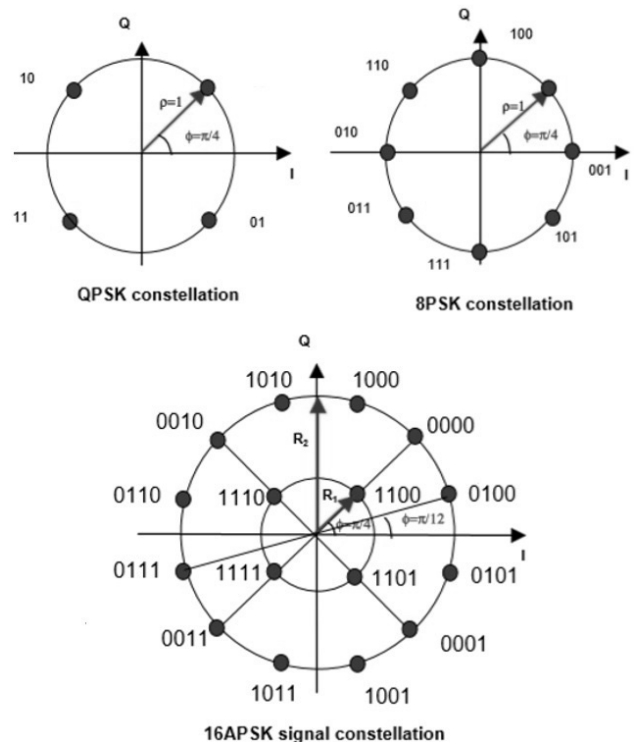 Q
10
ρ=1
ϕ=π/4
I
11
01
QPSK constellation
Q
100
110
ρ=1
ϕ=π/4
010
I
001
011
101
111
8PSK constellation
Q
1010
1000
0010
0000
R2
0110
1110
R1
1100
0100
ϕ=π/4
ϕ=π/12
I
0111
1111
1101
0101
0011
0001
1011
1001
16APSK signal constellation